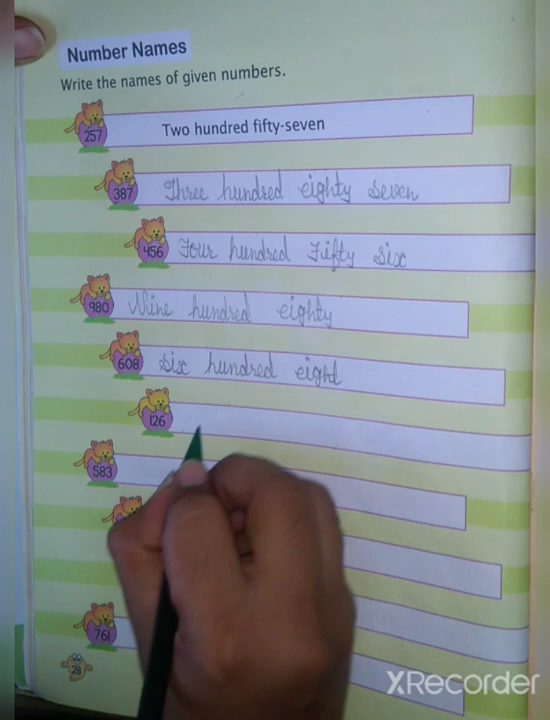 Number Names
Write the names of given numbers.
257 Two hundred fifty-seven
387 Three hundred eighty seven
456 Four hundred Fifty six
980 Nine hundred eighty
608 Six hundred eight
126
583
761
28
XRecorder